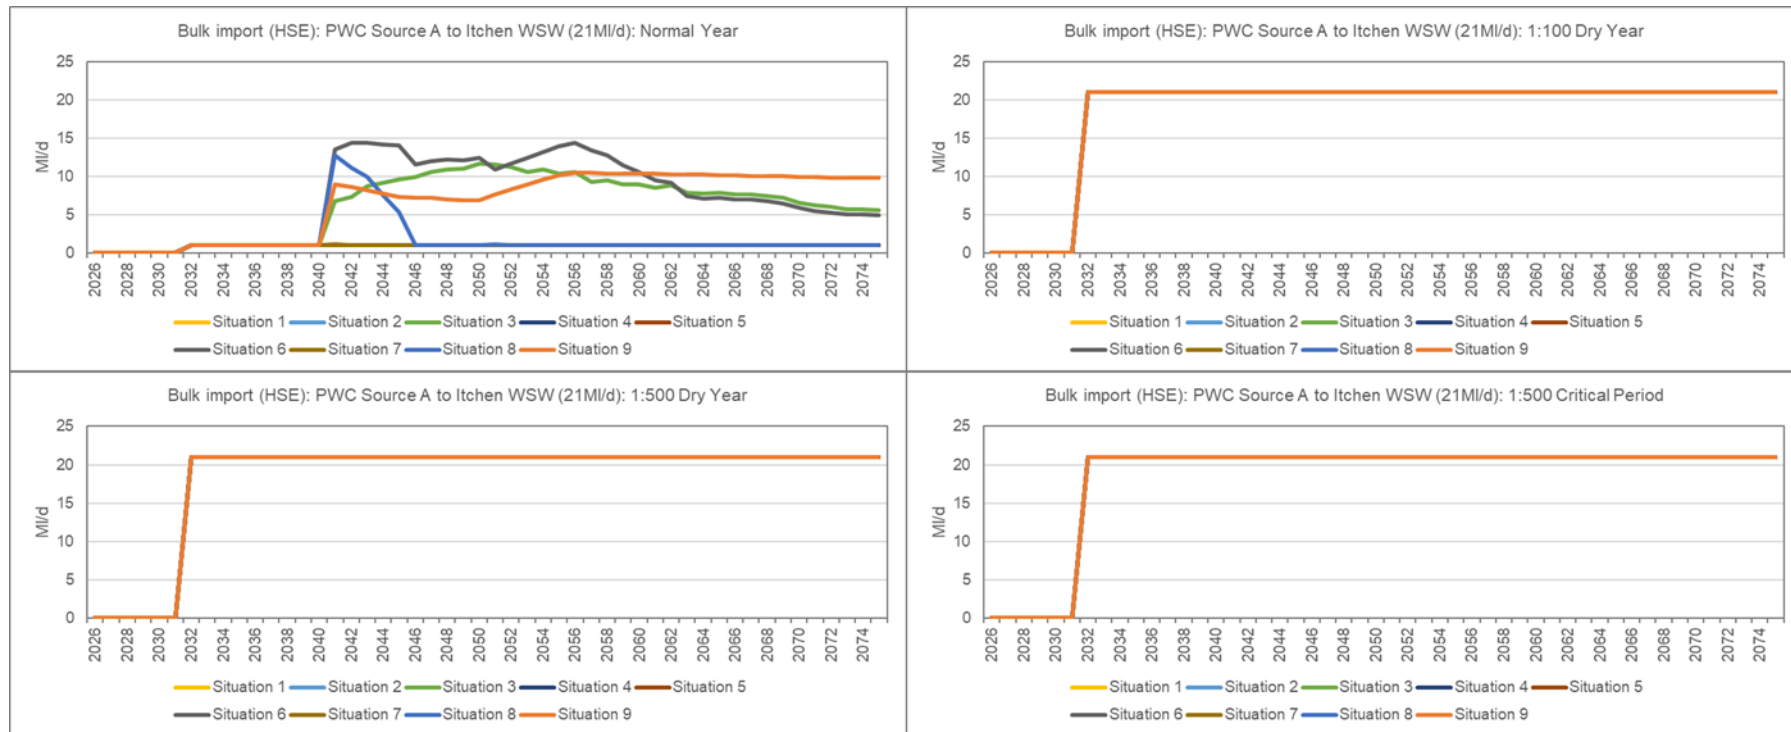 Bulk import (HSE): PWC Source A to Itchen WSW (21Ml/d): Normal Year
25
20
15
10
5
0
Ml/d
2026 2028 2030 2032 2034 2036 2038 2040 2042 2044 2046 2048 2050 2052 2054 2056 2058 2060 2062 2064 2066 2068 2070 2072 2074
Situation 1 Situation 2 Situation 3 Situation 4 Situation 5
Situation 6 Situation 7 Situation 8 Situation 9
Bulk import (HSE): PWC Source A to Itchen WSW (21Ml/d): 1:100 Dry Year
25
20
15
10
5
0
Ml/d
2026 2028 2030 2032 2034 2036 2038 2040 2042 2044 2046 2048 2050 2052 2054 2056 2058 2060 2062 2064 2066 2068 2070 2072 2074
Situation 1 Situation 2 Situation 3 Situation 4 Situation 5
Situation 6 Situation 7 Situation 8 Situation 9
Bulk import (HSE): PWC Source A to Itchen WSW (21Ml/d): 1:500 Dry Year
25
20
15
10
5
0
Ml/d
2026 2028 2030 2032 2034 2036 2038 2040 2042 2044 2046 2048 2050 2052 2054 2056 2058 2060 2062 2064 2066 2068 2070 2072 2074
Situation 1 Situation 2 Situation 3 Situation 4 Situation 5
Situation 6 Situation 7 Situation 8 Situation 9
Bulk import (HSE): PWC Source A to Itchen WSW (21Ml/d): 1:500 Critical Period
25
20
15
10
5
0
Ml/d
2026 2028 2030 2032 2034 2036 2038 2040 2042 2044 2046 2048 2050 2052 2054 2056 2058 2060 2062 2064 2066 2068 2070 2072 2074
Situation 1 Situation 2 Situation 3 Situation 4 Situation 5
Situation 6 Situation 7 Situation 8 Situation 9